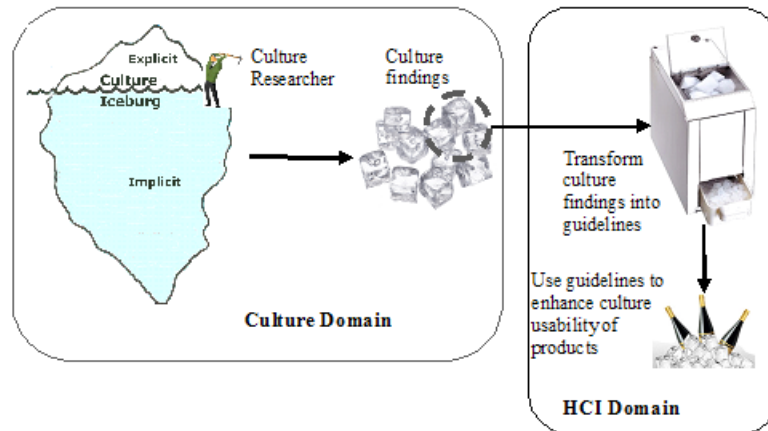 Explicit
Culture
Iceburg
Implicit
Culture
Researcher
Culture
findings
Culture Domain
Transform
culture
findings into
guidelines
Use guidelines to
enhance culture
usability of
products
HCI Domain